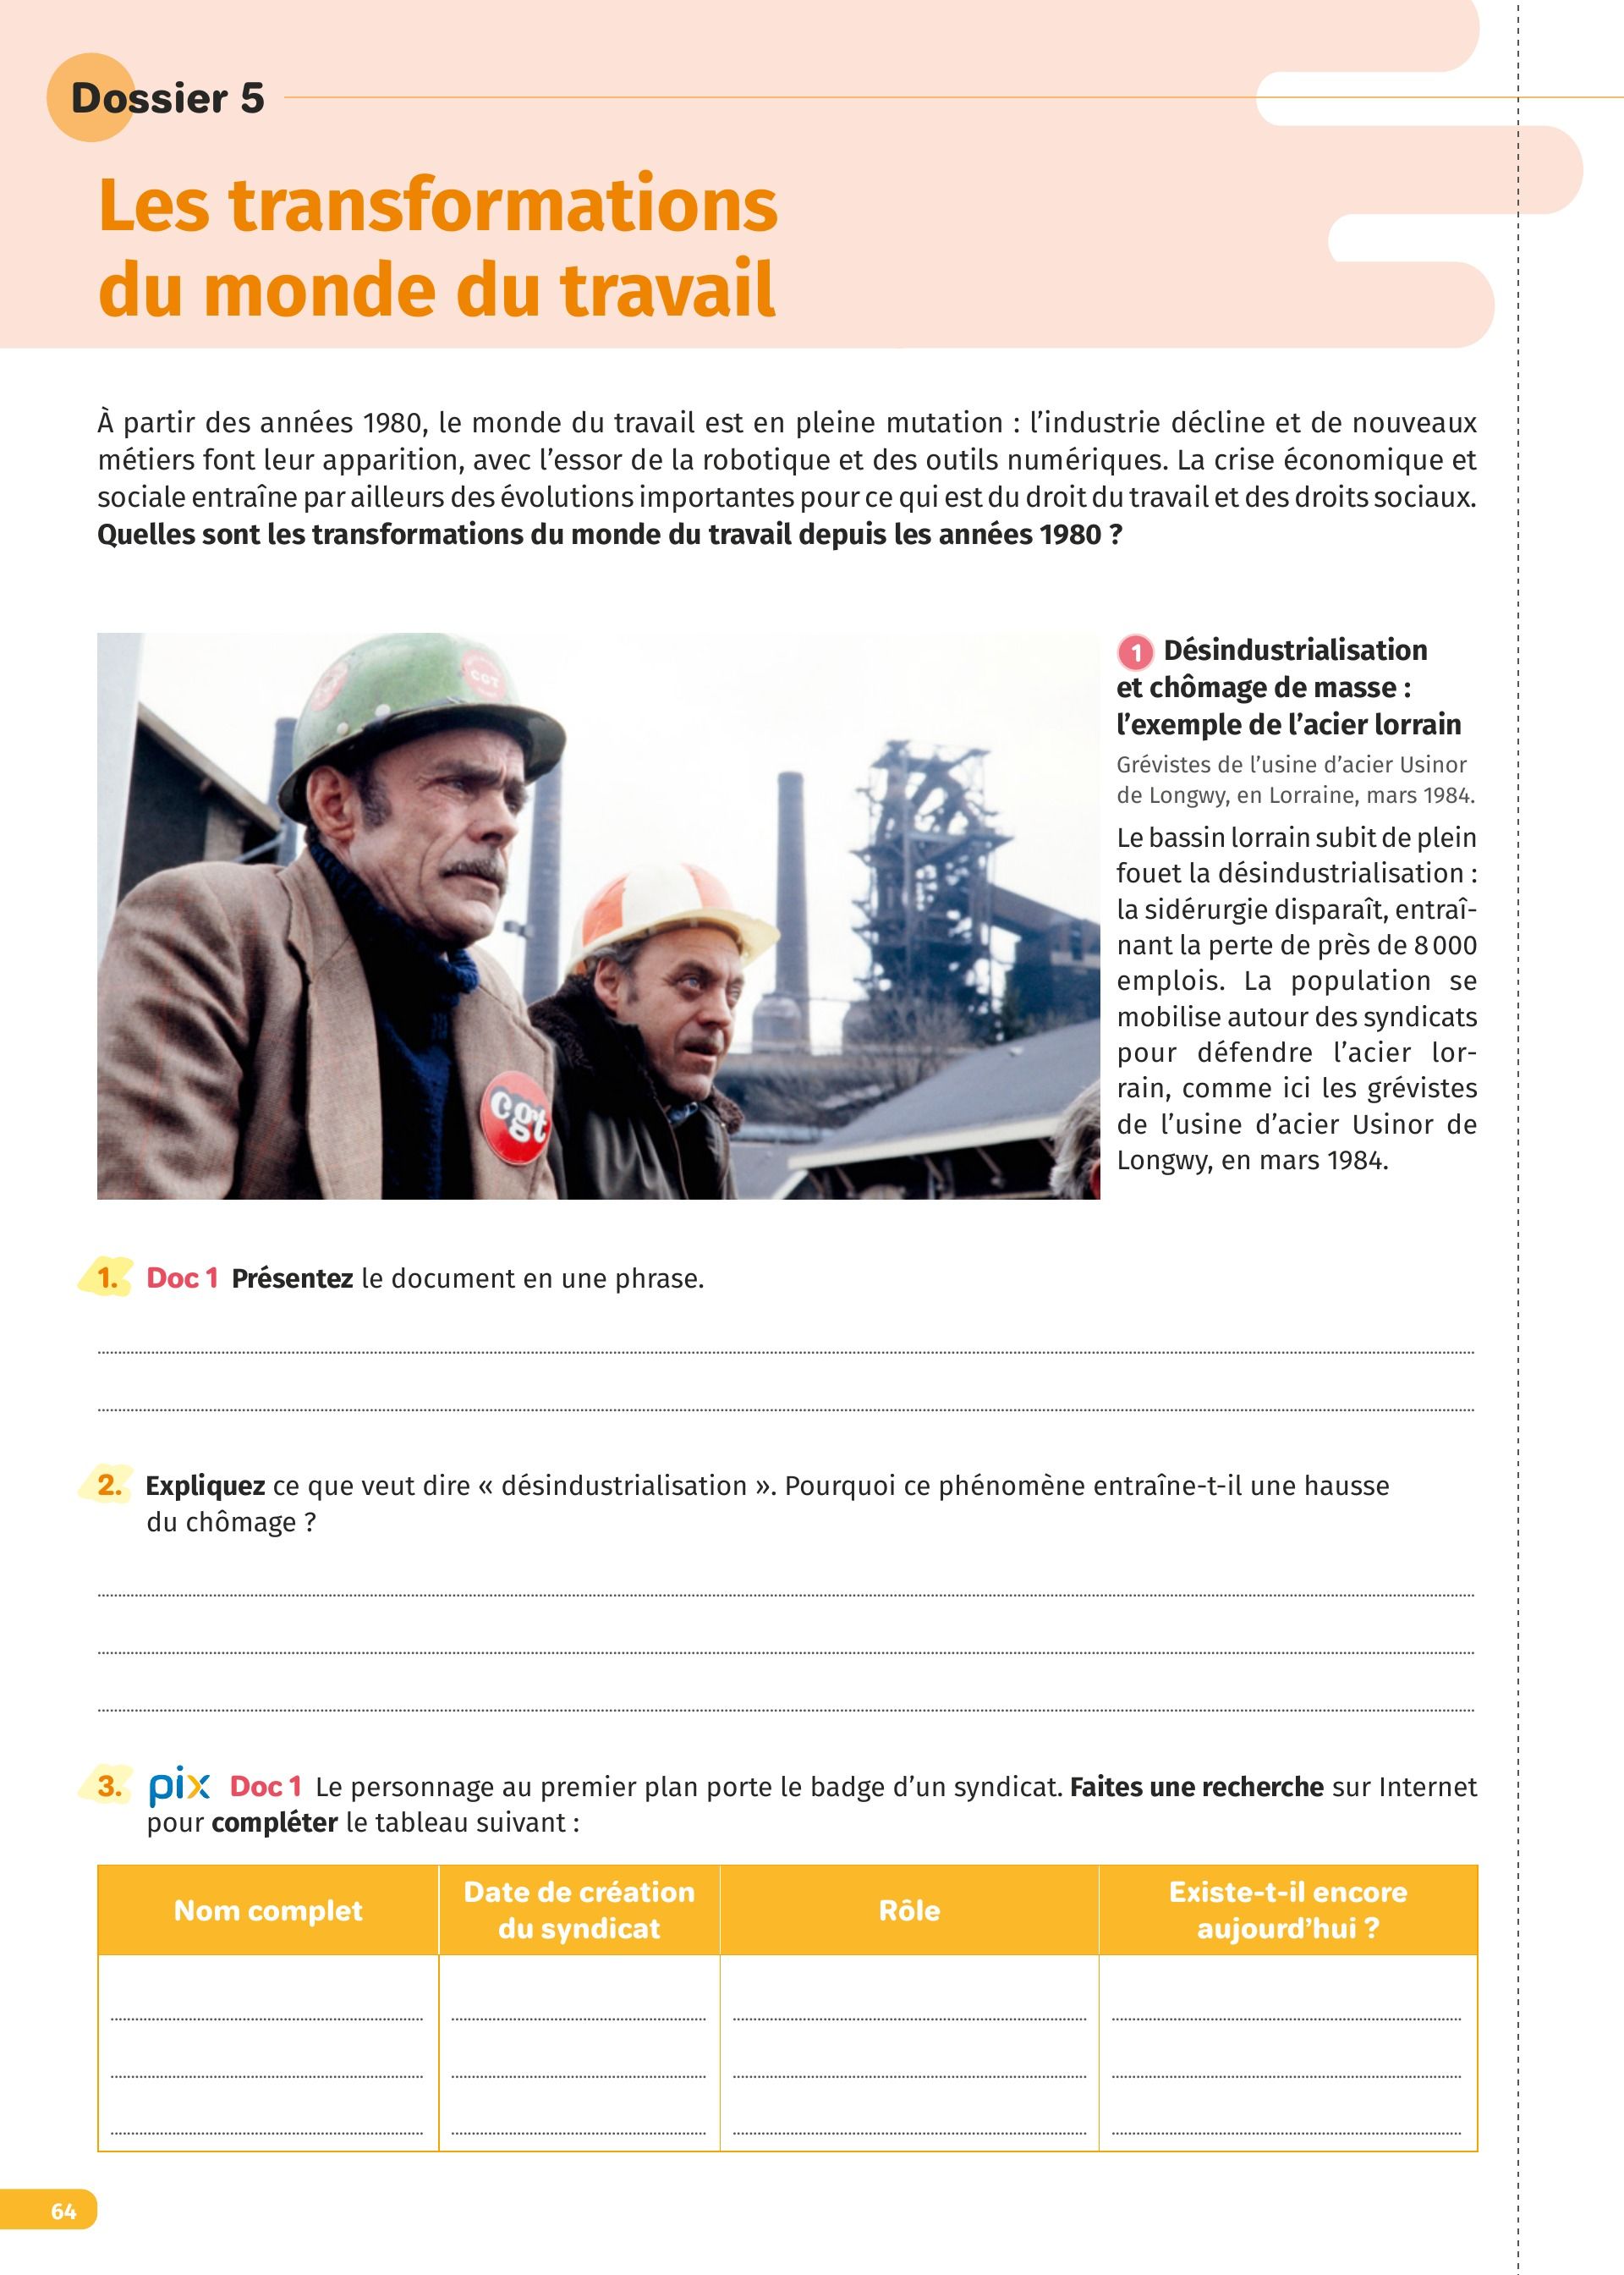 Dossier 5
Les transformations
du monde du travail
À partir des années 1980, le monde du travail est en pleine mutation : l’industrie décline et de nouveaux
métiers font leur apparition, avec l’essor de la robotique et des outils numériques. La crise économique et
sociale entraîne par ailleurs des évolutions importantes pour ce qui est du droit du travail et des droits sociaux.
Quelles sont les transformations du monde du travail depuis les années 1980 ?
CGT
cgt
1 Désindustrialisation
et chômage de masse :
l’exemple de l’acier lorrain
Grévistes de l’usine d’acier Usinor
de Longwy, en Lorraine, mars 1984.
Le bassin lorrain subit de plein
fouet la désindustrialisation :
la sidérurgie disparaît, entraî-
nant la perte de près de 8 000
emplois. La population se
mobilise autour des syndicats
pour défendre l’acier lor-
rain, comme ici les grévistes
de l’usine d’acier Usinor de
Longwy, en mars 1984.
1. Doc 1 Présentez le document en une phrase.
2. Expliquez ce que veut dire « désindustrialisation ». Pourquoi ce phénomène entraîne-t-il une hausse
du chômage ?
3. pix Doc 1 Le personnage au premier plan porte le badge d’un syndicat. Faites une recherche sur Internet
pour compléter le tableau suivant :
Nom complet
Date de création
du syndicat
Rôle
Existe-t-il encore
aujourd’hui ?
64